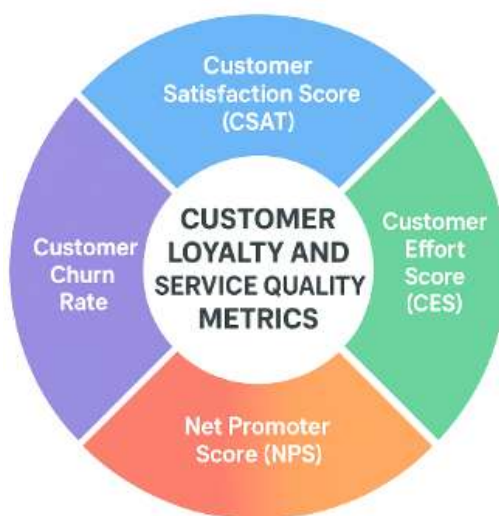 Customer
Satisfaction Score
(CSAT)
CUSTOMER
LOYALTY AND
SERVICE QUALITY
METRICS
Customer
Effort
Score
(CES)
Net Promoter
Score (NPS)
Customer
Churn
Rate